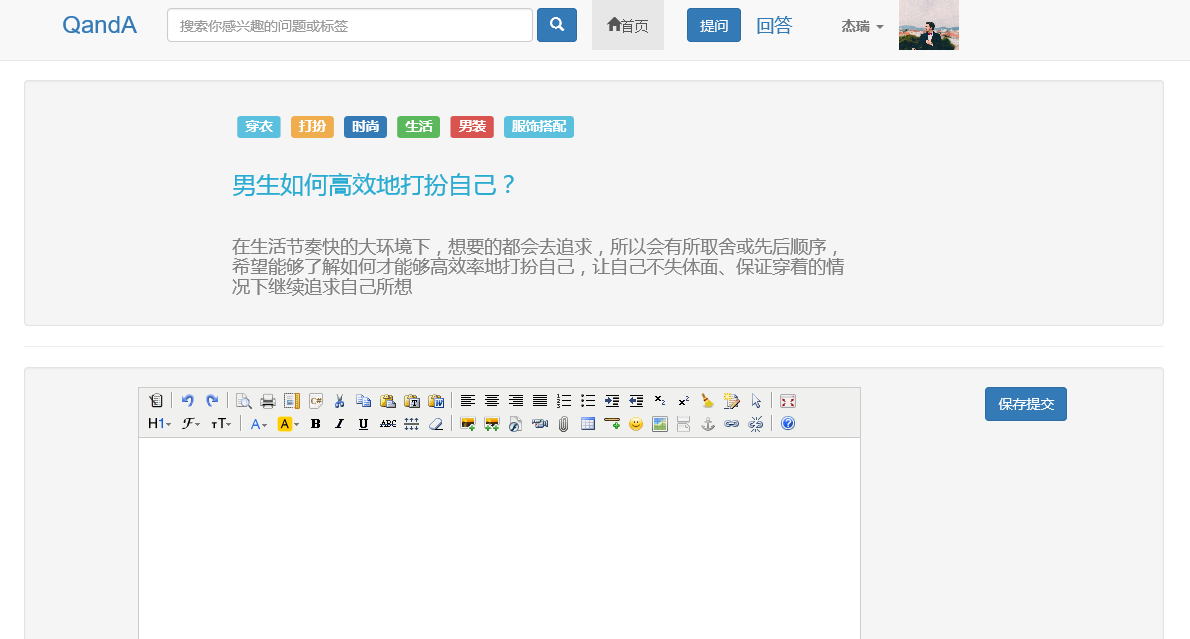 QandA
搜索你感兴趣的问题或标签
首页
提问
回答
杰瑞
穿衣 打扮 时尚 生活 男装 服饰搭配
男生如何高效地打扮自己？
在生活节奏快的大环境下，想要的都会去追求，所以会有所取舍或先后顺序，
希望能够了解如何才能够高效率地打扮自己，让自己不失体面、保证穿着的情
况下继续追求自己所想
保存提交
H1 F тT A A B I U ABC